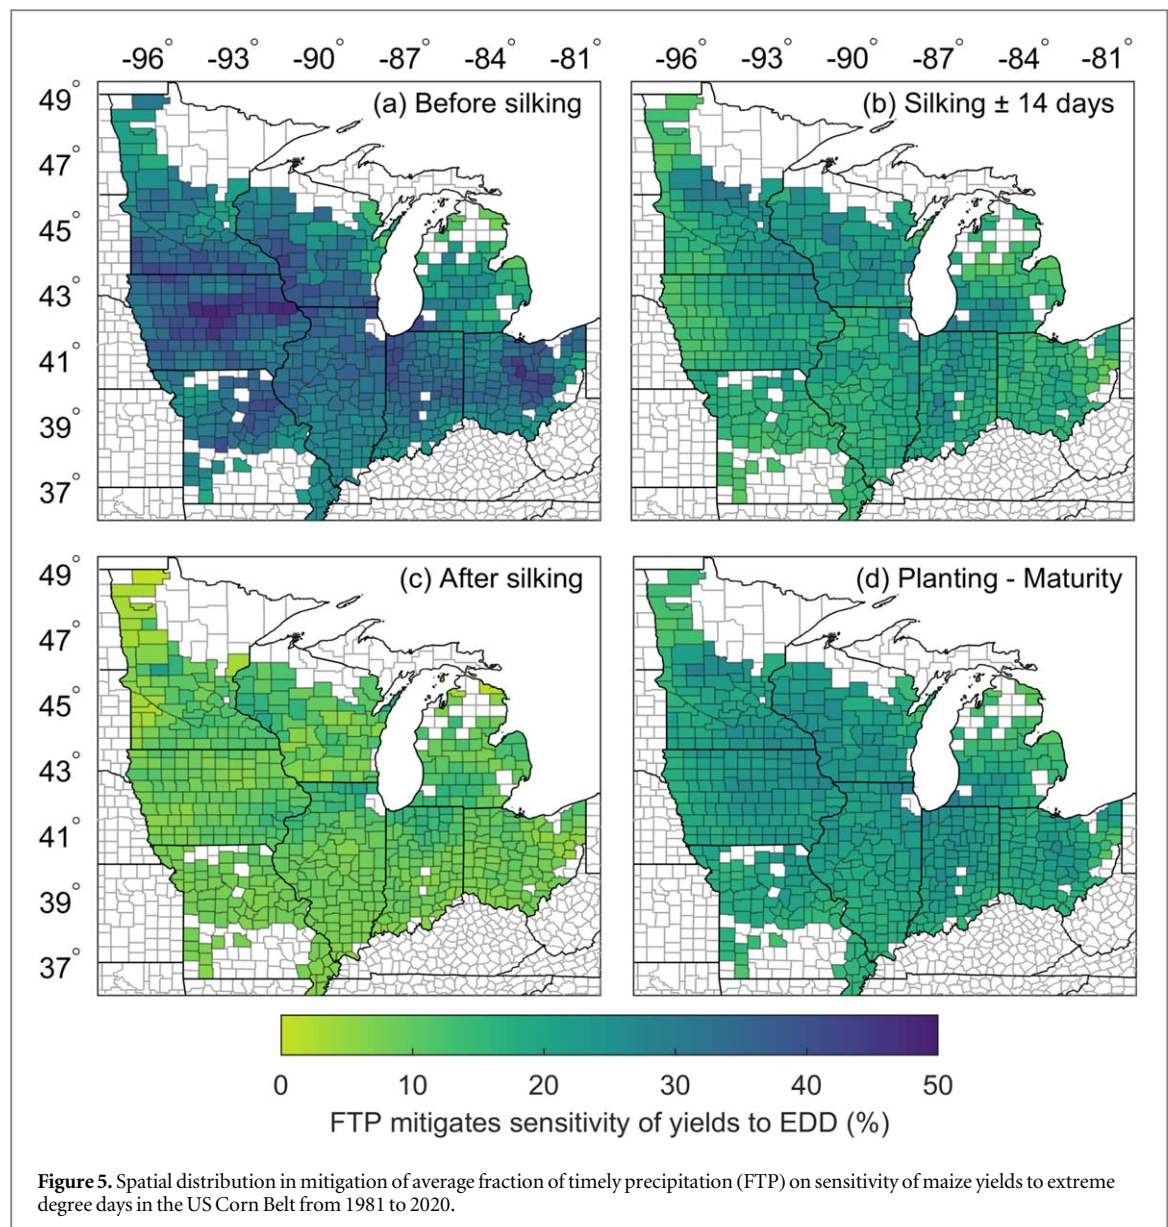 -96° -93° -90° -87° -84° -81° -96° -93° -90° -87° -84° -81°
49° (a) Before silking (b) Silking ± 14 days
47°
45°
43°
41°
39°
37°
49° (c) After silking (d) Planting - Maturity
47°
45°
43°
41°
39°
37°
0 10 20 30 40 50
FTP mitigates sensitivity of yields to EDD (%)
Figure 5. Spatial distribution in mitigation of average fraction of timely precipitation (FTP) on sensitivity of maize yields to extreme
degree days in the US Corn Belt from 1981 to 2020.